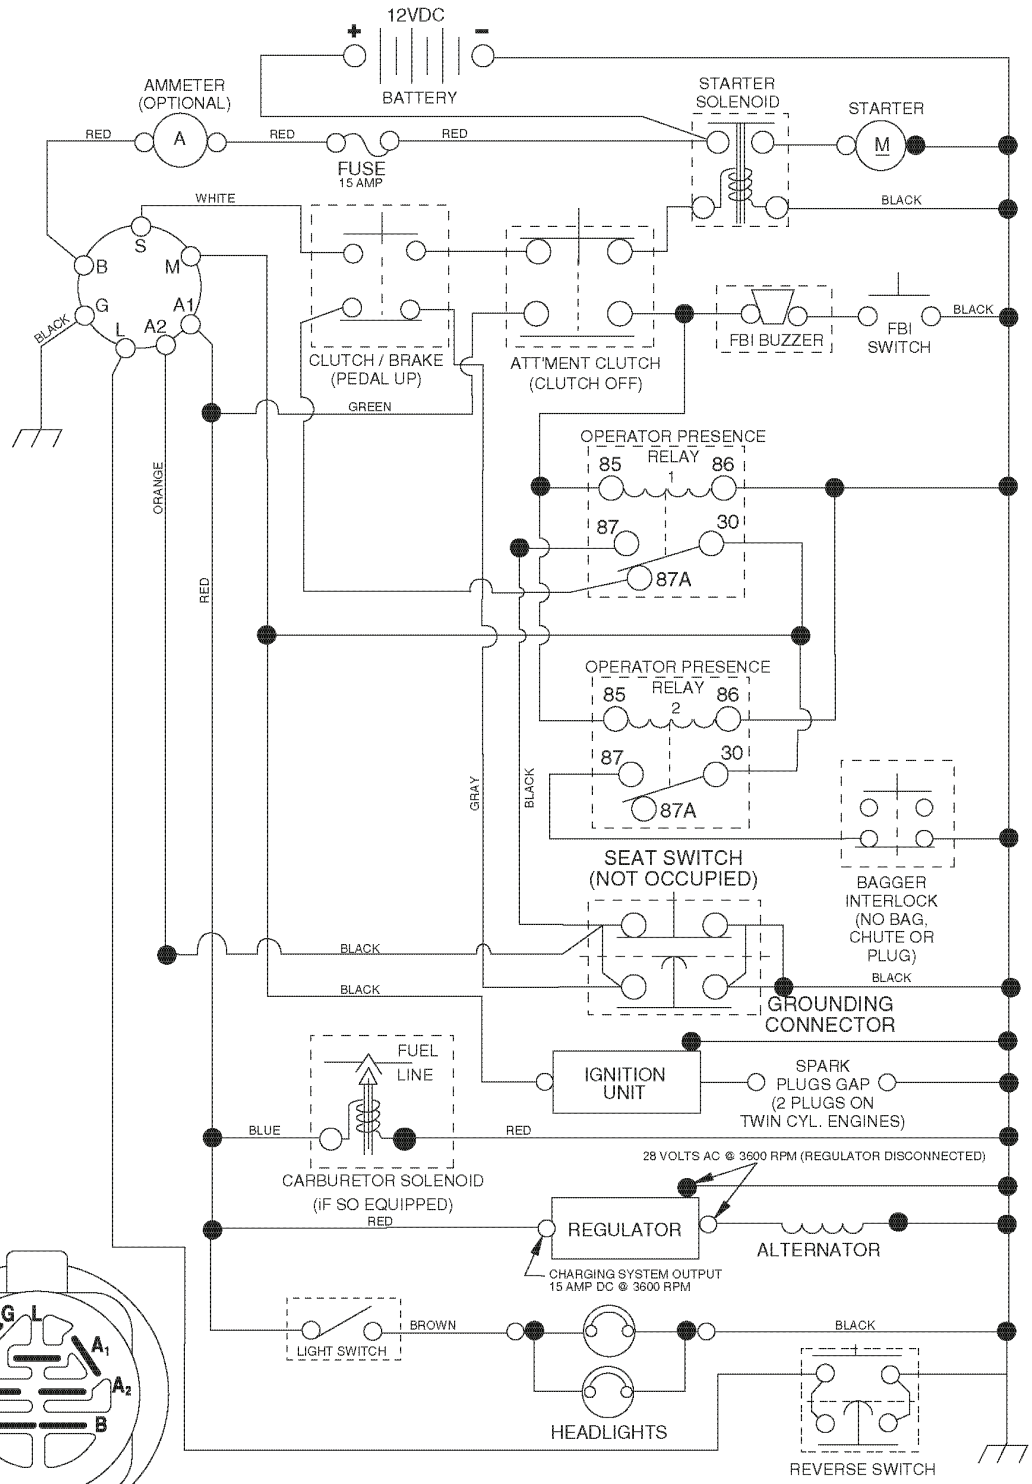 12VDC
+
-
BATTERY
AMMETER
(OPTIONAL)
STARTER
SOLENOID
STARTER
RED
A
RED
RED
M
FUSE
15 AMP
WHITE
BLACK
S
B
M
G
A1
L
A2
BLACK
BLACK
FBI BUZZER
FBI
SWITCH
CLUTCH / BRAKE
(PEDAL UP)
ATT'MENT CLUTCH
(CLUTCH OFF)
GREEN
OPERATOR PRESENCE
RELAY
1
85
86
87
30
87A
ORANGE
RED
OPERATOR PRESENCE
RELAY
2
85
86
87
30
87A
GRAY
BLACK
SEAT SWITCH
(NOT OCCUPIED)
BAGGER
INTERLOCK
(NO BAG,
CHUTE OR
PLUG)
BLACK
BLACK
BLACK
GROUNDING
CONNECTOR
FUEL
LINE
IGNITION
UNIT
SPARK
PLUGS GAP
(2 PLUGS ON
TWIN CYL. ENGINES)
BLUE
RED
28 VOLTS AC @ 3600 RPM (REGULATOR DISCONNECTED)
CARBURETOR SOLENOID
(iF SO EQUIPPED)
RED
REGULATOR
ALTERNATOR
CHARGING SYSTEM OUTPUT
15 AMP DC @ 3600 RPM
G
L
A1
A2
B
BROWN
LIGHT SWITCH
BLACK
HEADLIGHTS
REVERSE SWITCH